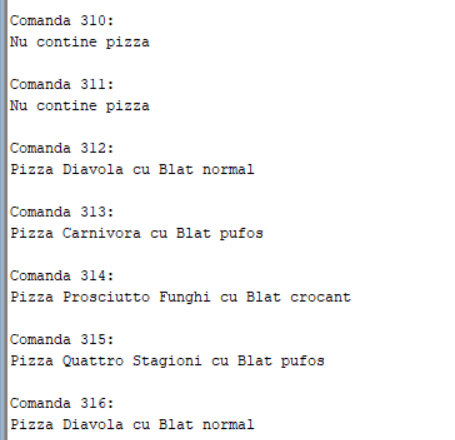 Comanda 310:
Nu contine pizza
Comanda 311:
Nu contine pizza
Comanda 312:
Pizza Diavola cu Blat normal
Comanda 313:
Pizza Carnivora cu Blat pufos
Comanda 314:
Pizza Prosciutto Funghi cu Blat crocant
Comanda 315:
Pizza Quattro Stagioni cu Blat pufos
Comanda 316:
Pizza Diavola cu Blat normal